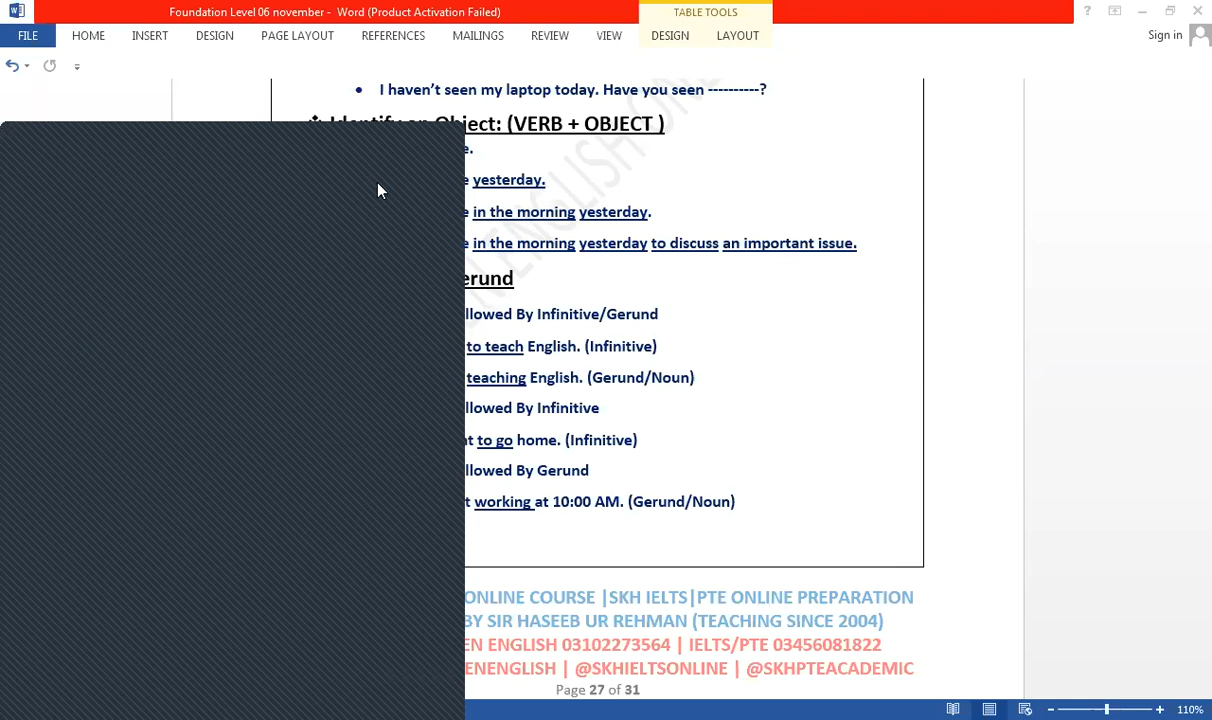 Foundation Level 06 november - Word (Product Activation Failed)
TABLE TOOLS
FILE HOME INSERT DESIGN PAGE LAYOUT REFERENCES MAILINGS REVIEW VIEW DESIGN LAYOUT Sign in
• I haven't seen my laptop today. Have you seen ----------?
Identify an Object: (VERB + OBJECT )
e.
e yesterday.
e in the morning yesterday.
e in the morning yesterday to discuss an important issue.
erund
llowed By Infinitive/Gerund
to teach English. (Infinitive)
teaching English. (Gerund/Noun)
llowed By Infinitive
t to go home. (Infinitive)
llowed By Gerund
t working at 10:00 AM. (Gerund/Noun)
ONLINE COURSE |SKH IELTS|PTE ONLINE PREPARATION
BY SIR HASEEB UR REHMAN (TEACHING SINCE 2004)
EN ENGLISH 03102273564 | IELTS/PTE 03456081822
ENENGLISH | @SKHIELTSONLINE | @SKHPTEACADEMIC
Page 27 of 31
110%